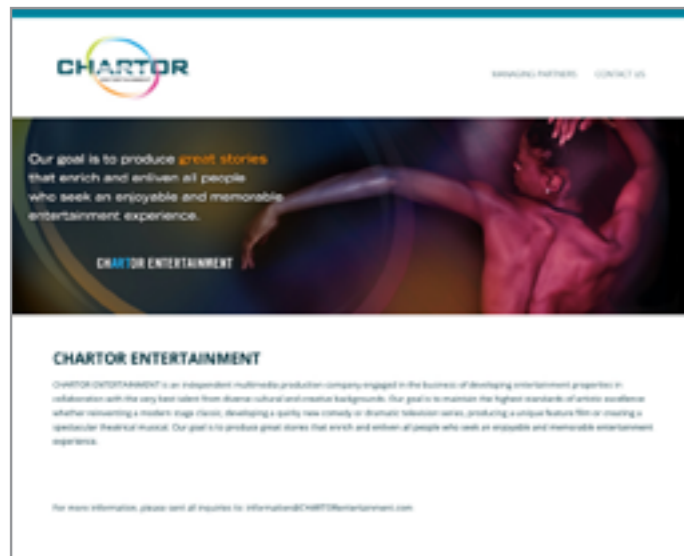 CHARTOR
ENTERTAINMENT
MANAGING PARTNERS CONTACT US
Our goal is to produce great stories
that enrich and enliven all people
who seek an enjoyable and memorable
entertainment experience.
CHARTOR ENTERTAINMENT
CHARTOR ENTERTAINMENT
CHARTOR ENTERTAINMENT is an independent multimedia production company engaged in the business of developing entertainment properties in
collaboration with the very best talent from diverse cultural and creative backgrounds. Our goal is to maintain the highest standards of artistic excellence
whether reinventing a modern stage classic, developing a quirky new comedy or dramatic television series, producing a unique feature film or creating a
spectacular theatrical musical. Our goal is to produce great stories that enrich and enliven all people who seek an enjoyable and memorable entertainment
experience.
For more information, please sent all inquiries to: information@CHARTORentertainment.com